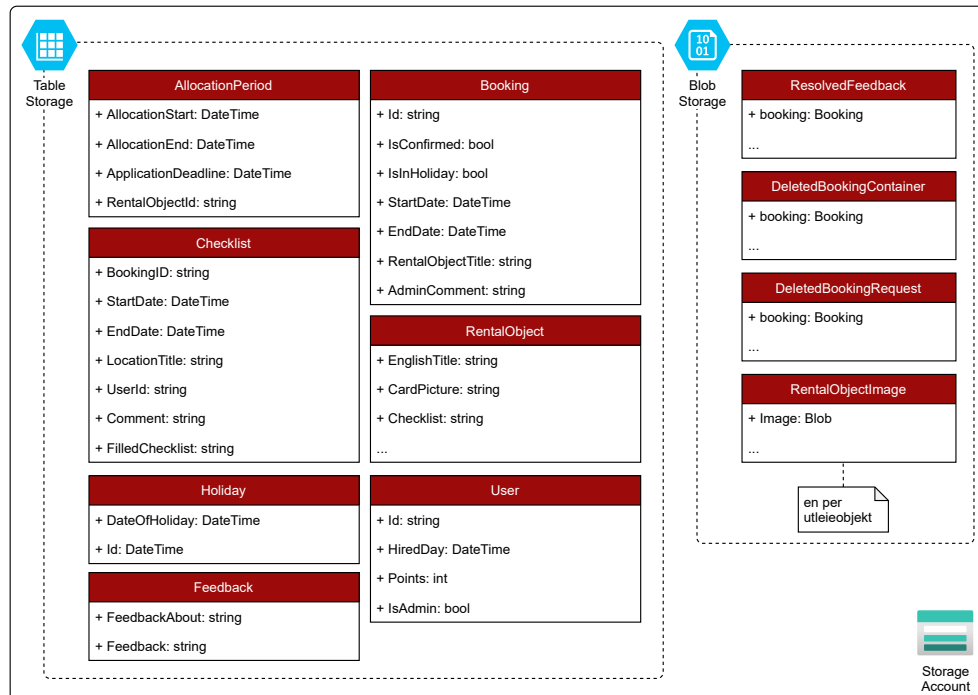 Table
Storage
AllocationPeriod
+ AllocationStart: DateTime
+ AllocationEnd: DateTime
+ ApplicationDeadline: DateTime
+ RentalObjectId: string
Checklist
+ BookingID: string
+ StartDate: DateTime
+ EndDate: DateTime
+ LocationTitle: string
+ UserId: string
+ Comment: string
+ FilledChecklist: string
Holiday
+ DateOfHoliday: DateTime
+ Id: DateTime
Feedback
+ FeedbackAbout: string
+ Feedback: string
Booking
+ Id: string
+ IsConfirmed: bool
+ IsInHoliday: bool
+ StartDate: DateTime
+ EndDate: DateTime
+ RentalObjectTitle: string
+ AdminComment: string
RentalObject
+ EnglishTitle: string
+ CardPicture: string
+ Checklist: string
...
User
+ Id: string
+ HiredDay: DateTime
+ Points: int
+ IsAdmin: bool
10
01
Blob
Storage
ResolvedFeedback
+ booking: Booking
...
DeletedBookingContainer
+ booking: Booking
...
DeletedBookingRequest
+ booking: Booking
...
RentalObjectImage
+ Image: Blob
...
en per
utleieobjekt
Storage
Account